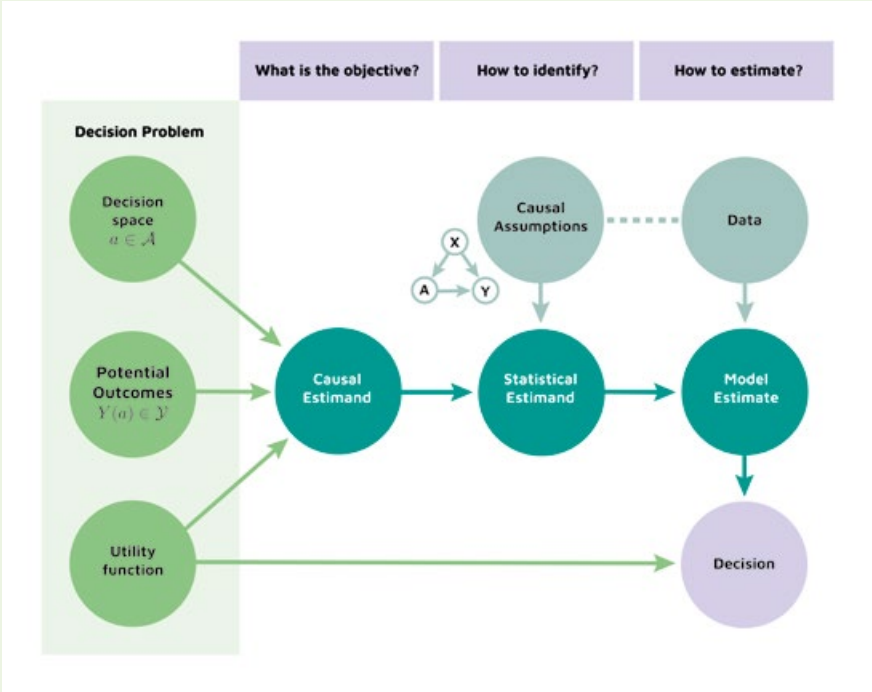 What is the objective?
How to identify?
How to estimate?
Decision Problem
Decision
space
a ∈ 𝒜
Causal
Assumptions
Data
X
A
Y
Potential
Outcomes
Y(a) ∈ 𝒴
Causal
Estimand
Statistical
Estimand
Model
Estimate
Utility
function
Decision